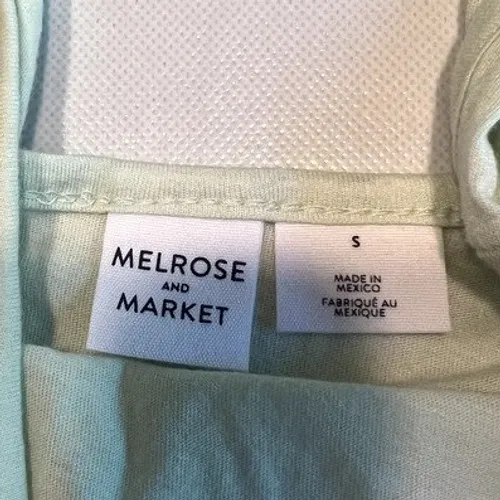 MELROSE
AND
MARKET
S
MADE IN
MEXICO
FABRIQUÉ AU
MEXIQUE